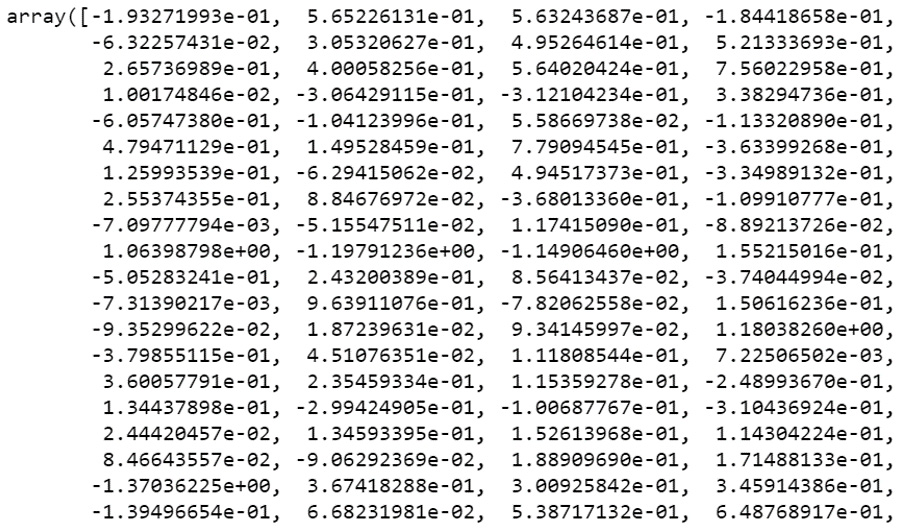 array([-1.93271993e-01, 5.65226131e-01, 5.63243687e-01, -1.84418658e-01,
-6.32257431e-02, 3.05320627e-01, 4.95264614e-01, 5.21333693e-01,
2.65736989e-01, 4.00058256e-01, 5.64020424e-01, 7.56022958e-01,
1.00174846e-02, -3.06429115e-01, -3.12104234e-01, 3.38294736e-01,
-6.05747380e-01, -1.04123996e-01, 5.58669738e-02, -1.13320890e-01,
4.79471129e-01, 1.49528459e-01, 7.79094545e-01, -3.63399268e-01,
1.25993539e-01, -6.29415062e-02, 4.94517373e-01, -3.34989132e-01,
2.55374355e-01, 8.84676972e-02, -3.68013360e-01, -1.09910777e-01,
-7.09777794e-03, -5.15547511e-02, 1.17415090e-01, -8.89213726e-02,
1.06398798e+00, -1.19791236e+00, -1.14906460e+00, 1.55215016e-01,
-5.05283241e-01, 2.43200389e-01, 8.56413437e-02, -3.74044994e-02,
-7.31390217e-03, 9.63911076e-01, -7.82062558e-02, 1.50616236e-01,
-9.35299622e-02, 1.87239631e-02, 9.34145997e-02, 1.18038260e+00,
-3.79855115e-01, 4.51076351e-02, 1.11808544e-01, 7.22506502e-03,
3.60057791e-01, 2.35459334e-01, 1.15359278e-01, -2.48993670e-01,
1.34437898e-01, -2.99424905e-01, -1.00687767e-01, -3.10436924e-01,
2.44420457e-02, 1.34593395e-01, 1.52613968e-01, 1.14304224e-01,
8.46643557e-02, -9.06292369e-02, 1.88909690e-01, 1.71488133e-01,
-1.37036225e+00, 3.67418288e-01, 3.00925842e-01, 3.45914386e-01,
-1.39496654e-01, 6.68231981e-02, 5.38717132e-01, 6.48768917e-01,